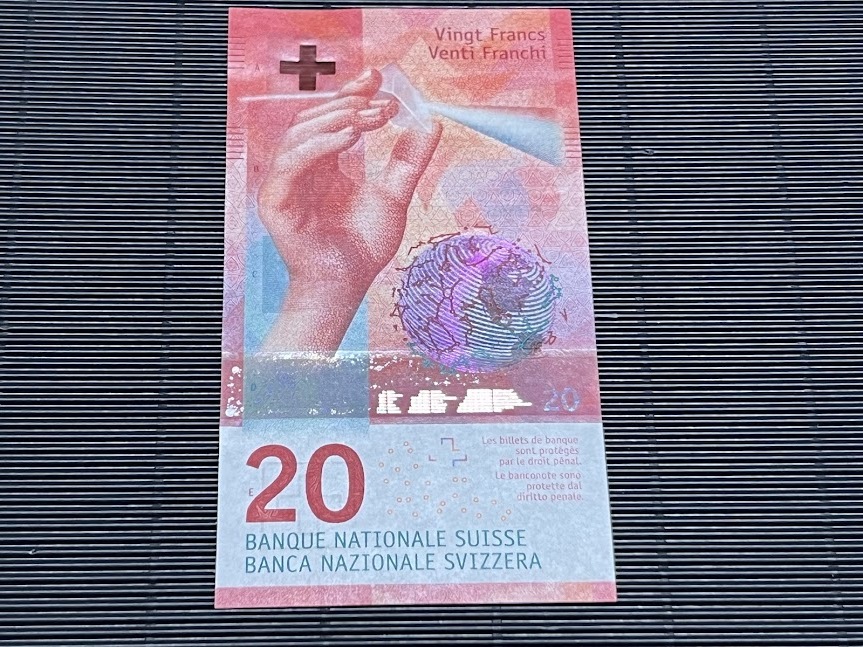 Vingt Francs
Venti Franchi
A
B
C
D
20
Les billets de banque
sont protégés
par le droit pénal.
Le banconote sono
protette dal
diritto penale.
E
20
BANQUE NATIONALE SUISSE
BANCA NAZIONALE SVIZZERA